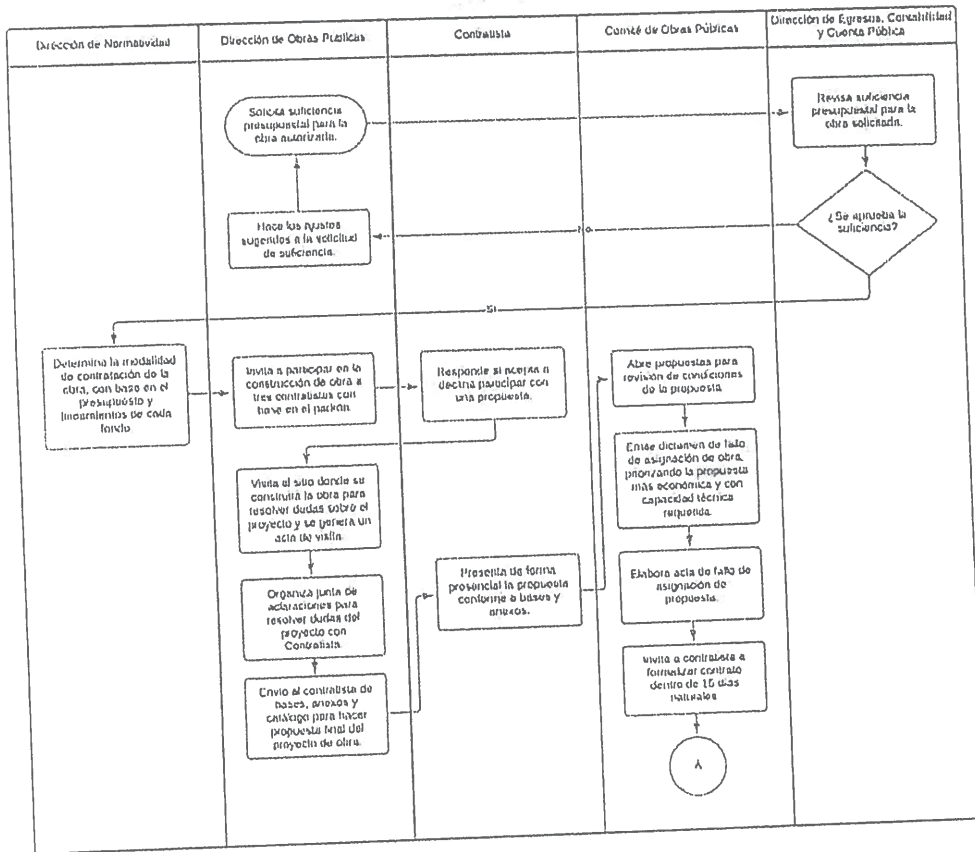 Dirección de Normatividad
Dirección de Obras Públicas
Contratista
Comité de Obras Públicas
Dirección de Egresos, Contabilidad
y Cuenta Pública
Solicita suficiencia
presupuestal para la
obra autorizada.
Revisa suficiencia
presupuestal para la
obra solicitada.
Hace los ajustes
sugeridos a la solicitud
de suficiencia.
No
¿Se aprueba la
suficiencia?
Si
Determina la modalidad
de contratación de la
obra, con base en el
presupuesto y
lineamientos de cada
fondo
Invita a participar en la
construcción de obra a
tres contratistas con
base en el padrón.
Responde si acepta o
declina participar con
una propuesta.
Abre propuestas para
revisión de condiciones
de la propuesta
Visita al sitio donde se
construirá la obra para
resolver dudas sobre el
proyecto y se genera un
acta de visita.
Emite dictamen de fallo
de asignación de obra,
priorizando la propuesta
más económica y con
capacidad técnica
requerida.
Organiza junta de
aclaraciones para
resolver dudas del
proyecto con
Contratista.
Presenta de forma
presencial la propuesta
conforme a bases y
anexos.
Elabora acta de fallo de
asignación de
propuesta.
Envío al contratista de
bases, anexos y
catálogo para hacer
propuesta final del
proyecto de obra.
Invita a contratista a
formalizar contrato
dentro de 15 días
naturales
A